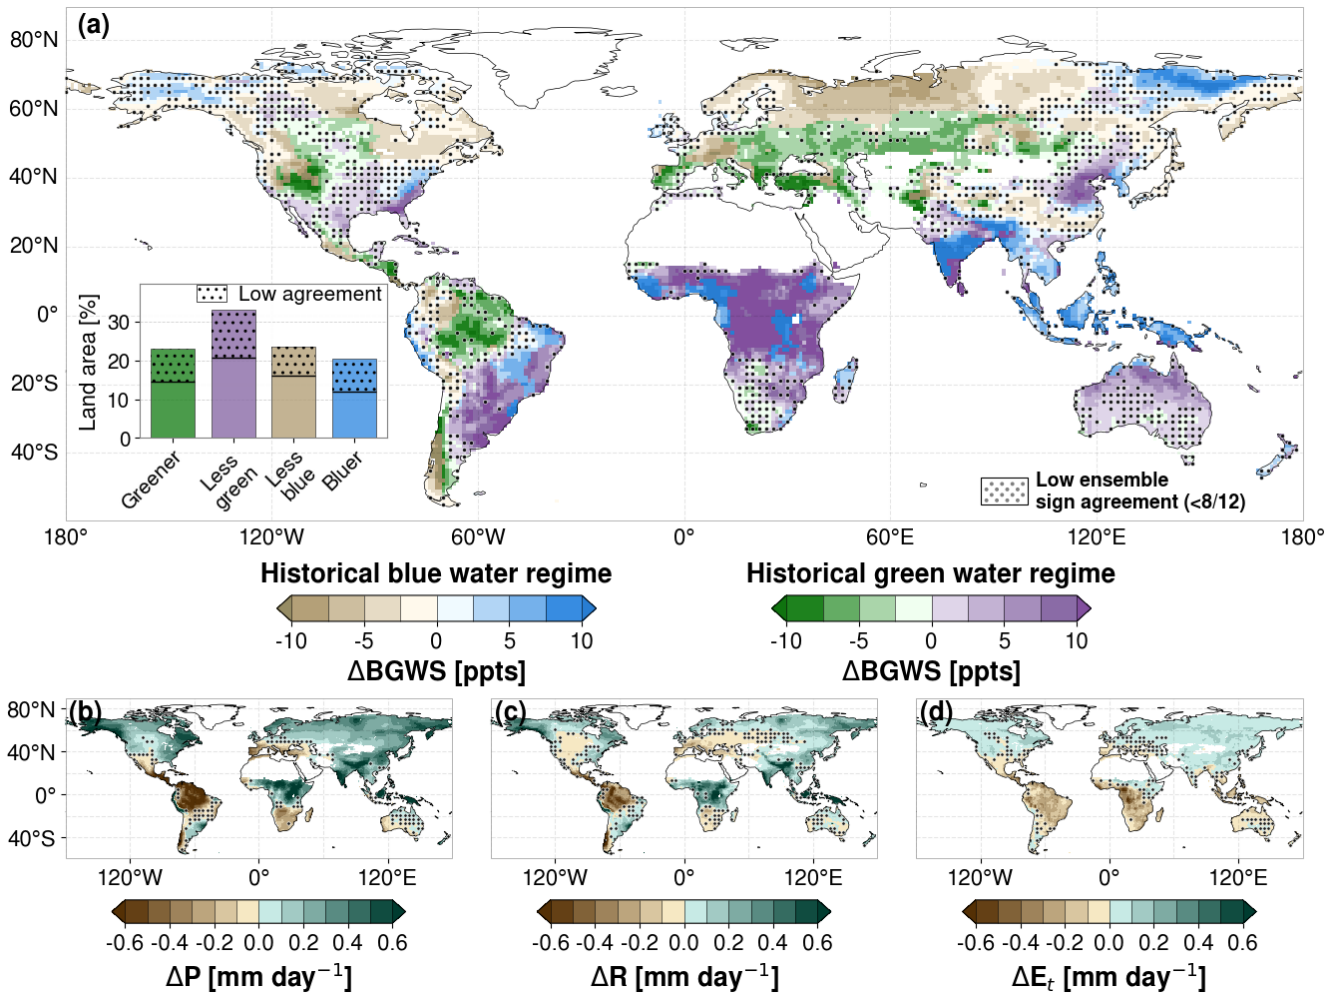 (a)
80°N
60°N
40°N
20°N
0°
20°S
40°S
180°
120°W
60°W
0°
60°E
120°E
180°
Low agreement
Land area [%]
30
20
10
0
Greener
Less
green
Less
blue
Bluer
Low ensemble
sign agreement (<8/12)
Historical blue water regime
-10
-5
0
5
10
ΔBGWS [ppts]
Historical green water regime
-10
-5
0
5
10
ΔBGWS [ppts]
(b)
80°N
40°N
0°
40°S
120°W
0°
120°E
-0.6 -0.4 -0.2 0.0 0.2 0.4 0.6
ΔP [mm day⁻¹]
(c)
120°W
0°
120°E
-0.6 -0.4 -0.2 0.0 0.2 0.4 0.6
ΔR [mm day⁻¹]
(d)
120°W
0°
120°E
-0.6 -0.4 -0.2 0.0 0.2 0.4 0.6
ΔEₜ [mm day⁻¹]